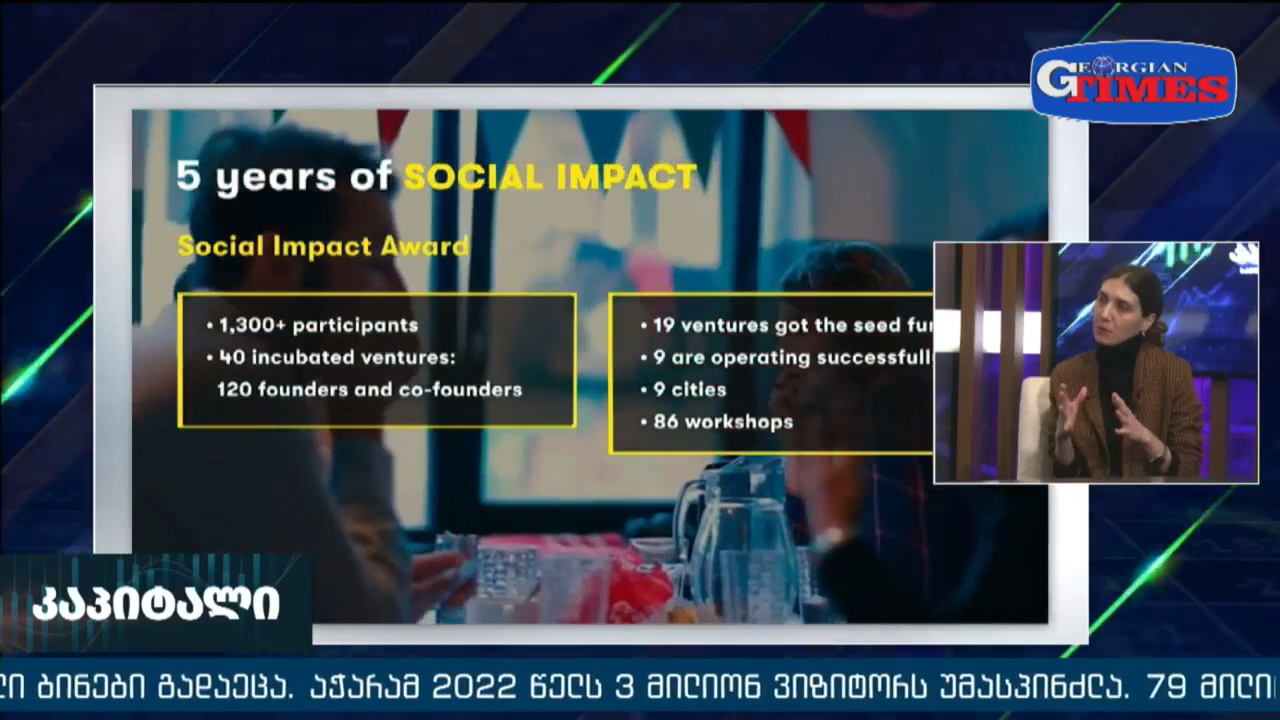 GEORGIAN
TIMES
5 years of SOCIAL IMPACT
Social Impact Award
• 1,300+ participants
• 40 incubated ventures:
120 founders and co-founders
• 19 ventures got the seed
• 9 are operating
• 9 cities
• 86 workshops
კაპიტალი
ბინები გადაეცა. აჭარამ 2022 წელს 3 მილიონ ვიზიტორს უმასპინძლა. 79